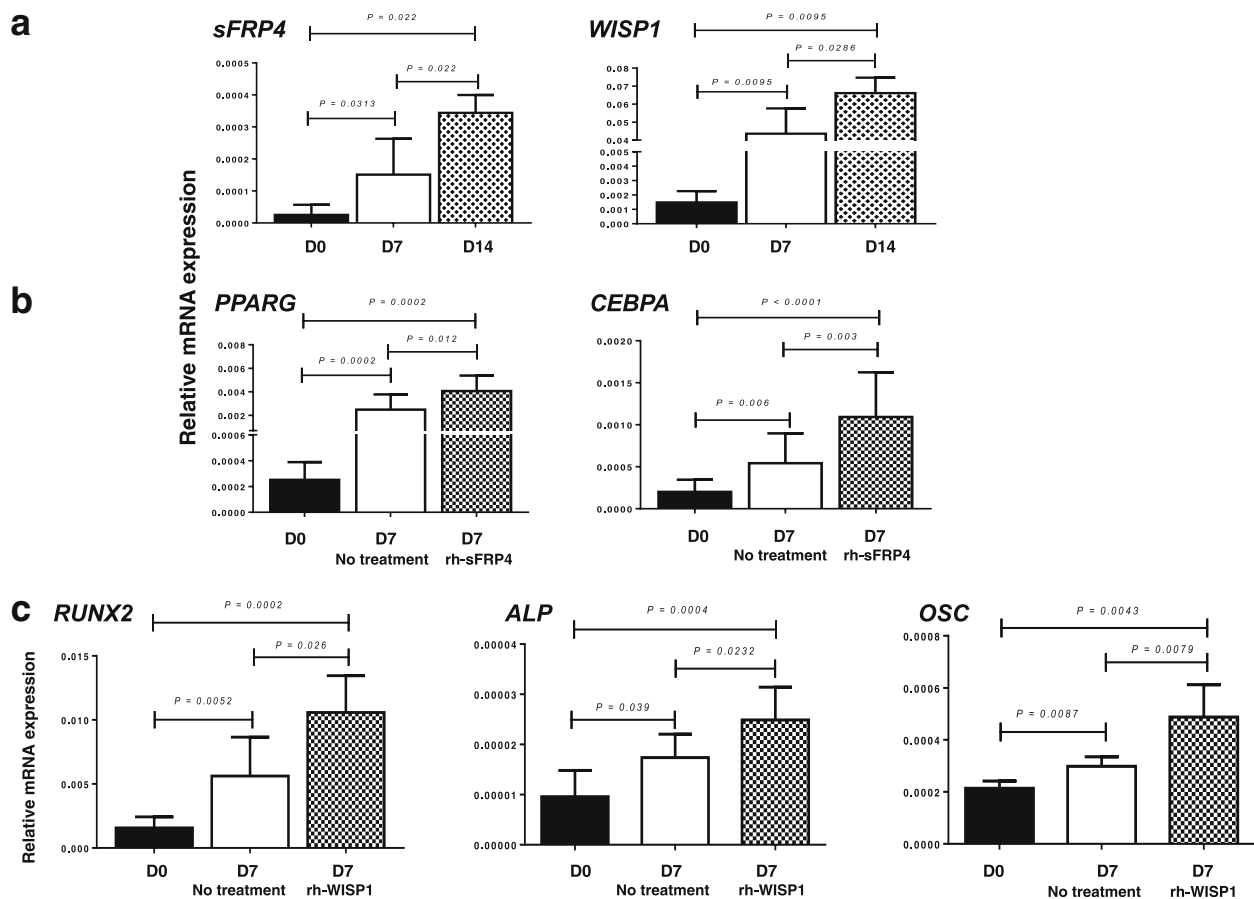 a
sFRP4
P = 0.022
P = 0.022
P = 0.0313
0.0005
0.0004
0.0003
0.0002
0.0001
0.0000
D0 D7 D14
WISP1
P = 0.0095
P = 0.0286
P = 0.0095
0.08
0.07
0.06
0.05
0.04
0.005
0.004
0.003
0.002
0.001
0.000
D0 D7 D14
Relative mRNA expression
b
PPARG
P = 0.0002
P = 0.012
P = 0.0002
0.008
0.006
0.004
0.002
0.0006
0.0004
0.0002
0.0000
D0 D7 D7
No treatment rh-sFRP4
CEBPA
P < 0.0001
P = 0.003
P = 0.006
0.0020
0.0015
0.0010
0.0005
0.0000
D0 D7 D7
No treatment rh-sFRP4
c
RUNX2
P = 0.0002
P = 0.026
P = 0.0052
0.015
0.010
0.005
0.000
Relative mRNA expression
D0 D7 D7
No treatment rh-WISP1
ALP
P = 0.0004
P = 0.0232
P = 0.039
0.00004
0.00003
0.00002
0.00001
0.00000
D0 D7 D7
No treatment rh-WISP1
OSC
P = 0.0043
P = 0.0079
P = 0.0087
0.0008
0.0006
0.0004
0.0002
0.0000
D0 D7 D7
No treatment rh-WISP1